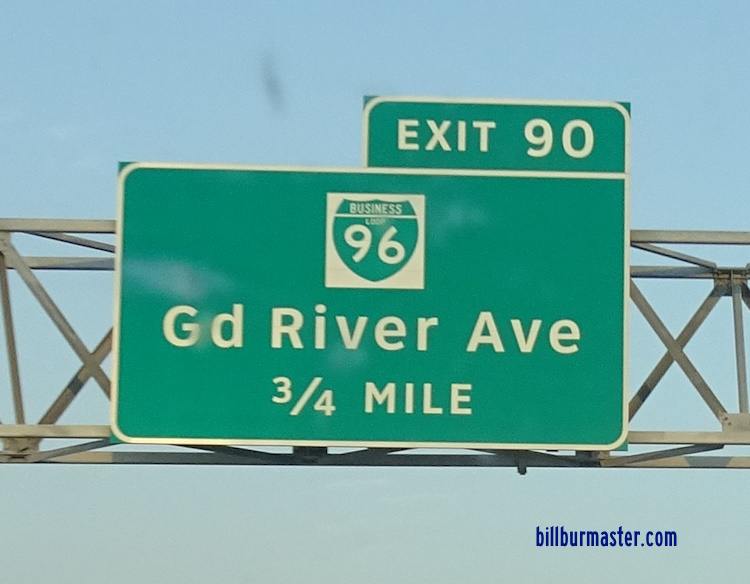 EXIT 90
BUSINESS
LOOP
96
Gd River Ave
3/4 MILE
billburmaster.com